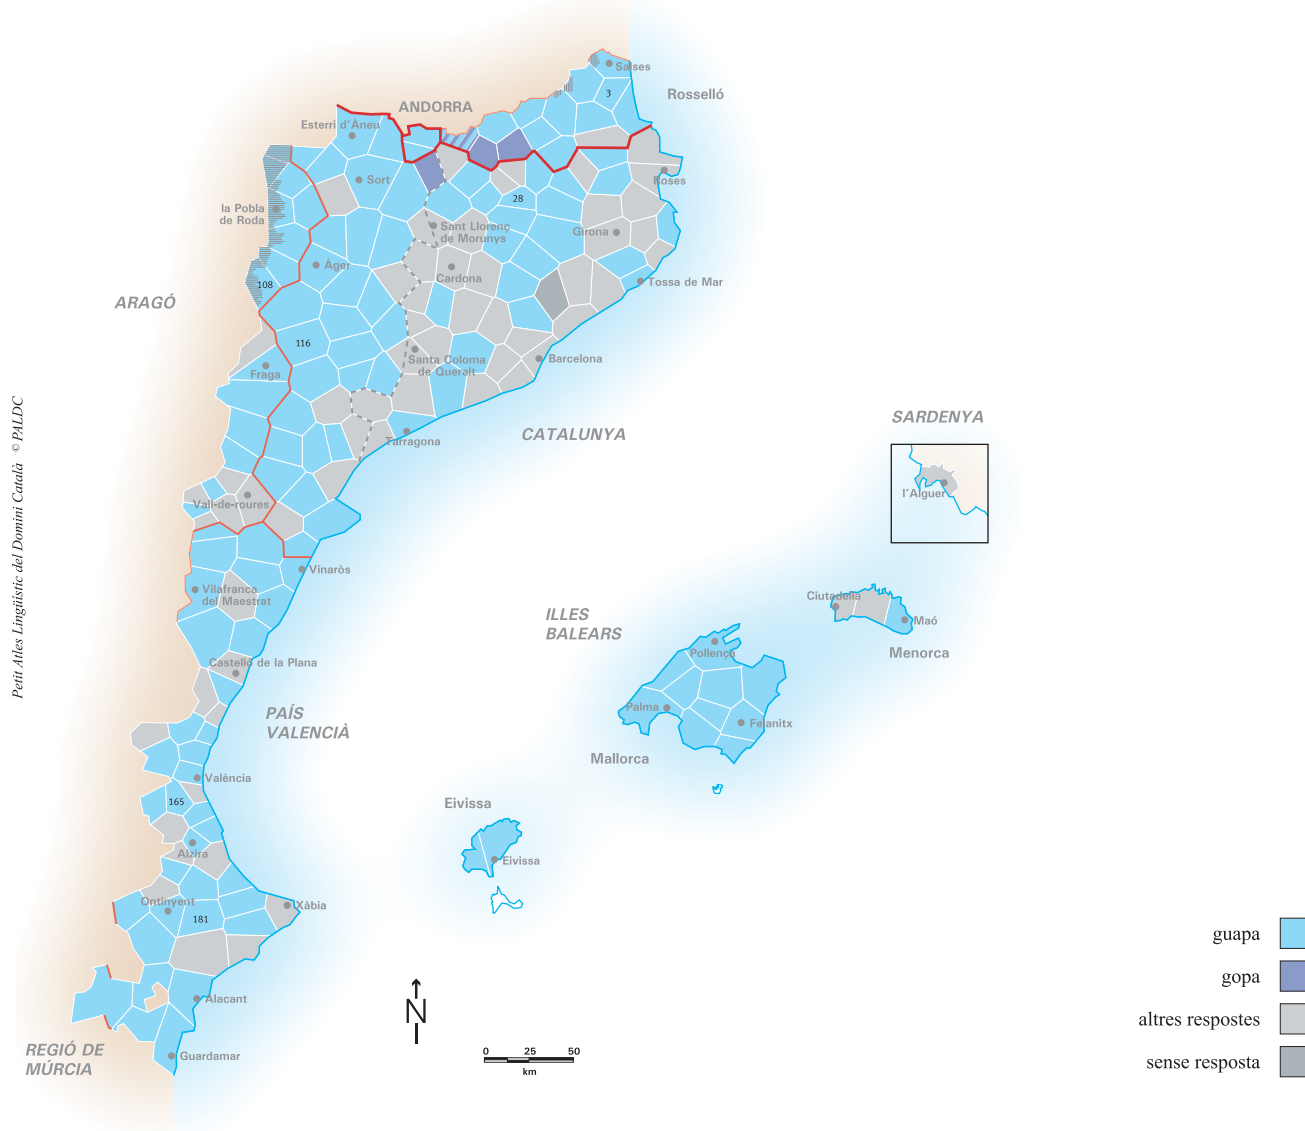 Salses
3
Rosselló
ANDORRA
Esterri d'Àneu
Sort
Roses
28
la Pobla
de Roda
Sant Llorenç
de Morunys
Girona
Àger
Cardona
108
Tossa de Mar
ARAGÓ
116
Santa Coloma
de Queralt
Barcelona
Fraga
Petit Atles Lingüístic del Domini Català © PALDC
SARDENYA
CATALUNYA
Tarragona
l'Alguer
Vall-de-roures
Vinaròs
Vilafranca
del Maestrat
Ciutadella
Maó
ILLES
BALEARS
Menorca
Pollença
Castelló de la Plana
Palma
Felanitx
PAÍS
VALENCIÀ
Mallorca
València
165
Eivissa
Alzira
Eivissa
Ontinyent
Xàbia
181
guapa
gopa
Alacant
N
altres respostes
REGIÓ DE
MÚRCIA
Guardamar
0 25 50
km
sense resposta